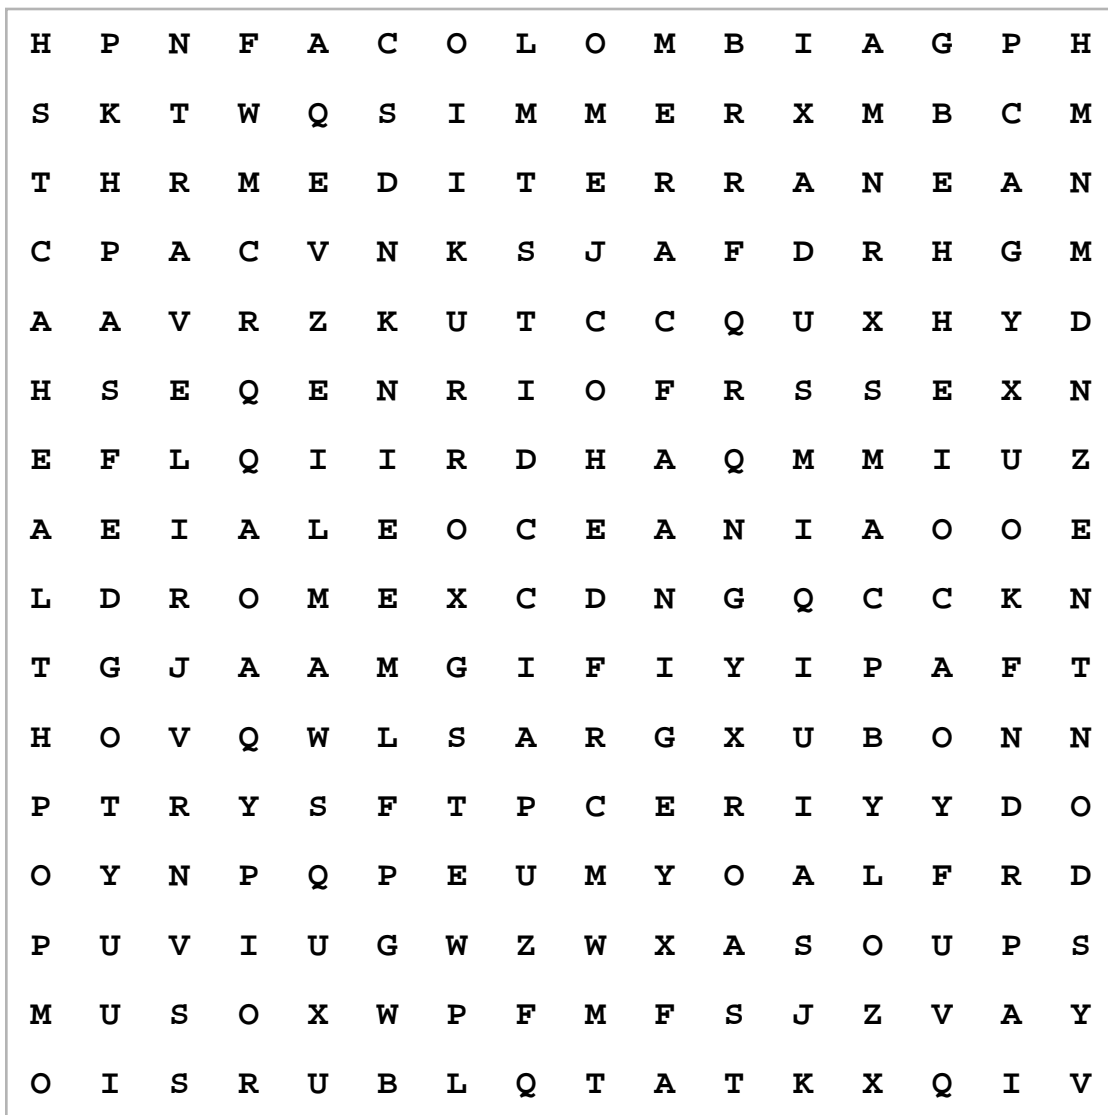 H P N F A C O L O M B I A G P H
S K T W Q S I M M E R X M B C M
T H R M E D I T E R R A N E A N
C P A C V N K S J A F D R H G M
A A V R Z K U T C C Q U X H Y D
H S E Q E N R I O F R S S E X N
E F L Q I I R D H A Q M M I U Z
A E I A L E O C E A N I A O O E
L D R O M E X C D N G Q C C K N
T G J A A M G I F I Y I P A F T
H O V Q W L S A R G X U B O N N
P T R Y S F T P C E R I Y Y D O
O Y N P Q P E U M Y O A L F R D
P U V I U G W Z W X A S O U P S
M U S O X W P F M F S J Z V A Y
O I S R U B L Q T A T K X Q I V